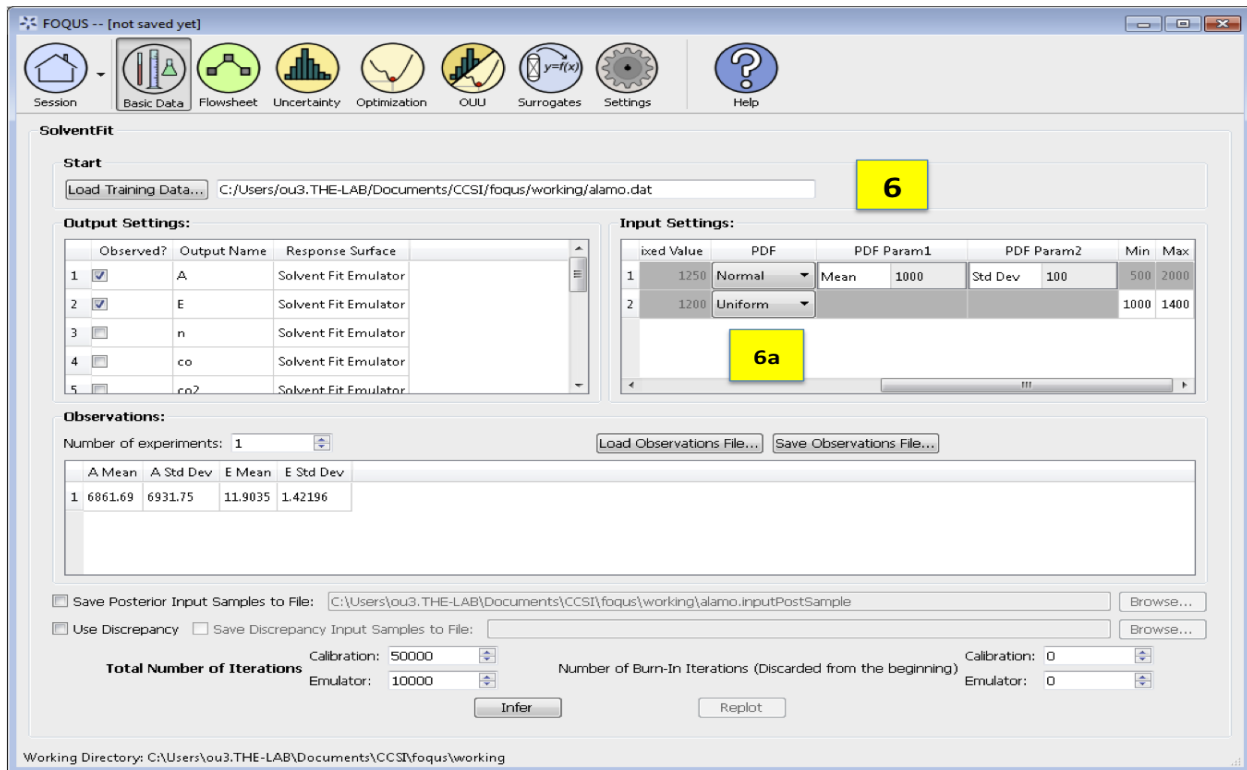 FOQUS -- [not saved yet]
y=f(x)
Session Basic Data Flowsheet Uncertainty Optimization OUU Surrogates Settings Help
SolventFit
Start
Load Training Data... C:/Users/ou3.THE-LAB/Documents/CCSI/foqus/working/alamo.dat
6
Output Settings:
Observed? Output Name Response Surface
1 A Solvent Fit Emulator
2 E Solvent Fit Emulator
3 n Solvent Fit Emulator
4 co Solvent Fit Emulator
5 co2 Solvent Fit Emulator
Input Settings:
ixed Value PDF PDF Param1 PDF Param2 Min Max
1 1250 Normal Mean 1000 Std Dev 100 500 2000
2 1200 Uniform 1000 1400
6a
Observations:
Number of experiments: 1 Load Observations File... Save Observations File...
A Mean A Std Dev E Mean E Std Dev
1 6861.69 6931.75 11.9035 1.42196
Save Posterior Input Samples to File: C:\Users\ou3.THE-LAB\Documents\CCSI\foqus\working\alamo.inputPostSample Browse...
Use Discrepancy Save Discrepancy Input Samples to File: Browse...
Total Number of Iterations Calibration: 50000 Number of Burn-In Iterations (Discarded from the beginning) Calibration: 0
Emulator: 10000 Emulator: 0
Infer Replot
Working Directory: C:\Users\ou3.THE-LAB\Documents\CCSI\foqus\working